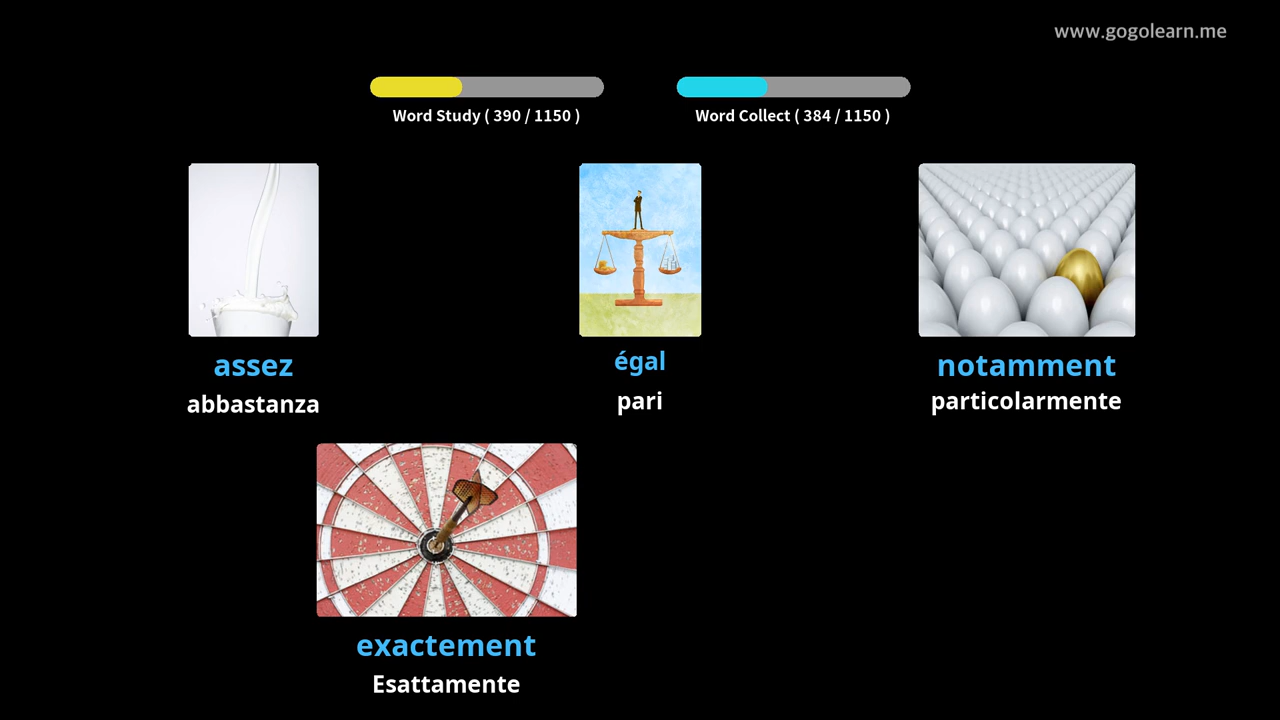 www.gogolearn.me
Word Study ( 390 / 1150 )
Word Collect ( 384 / 1150 )
assez
abbastanza
égal
pari
notamment
particolarmente
exactement
Esattamente